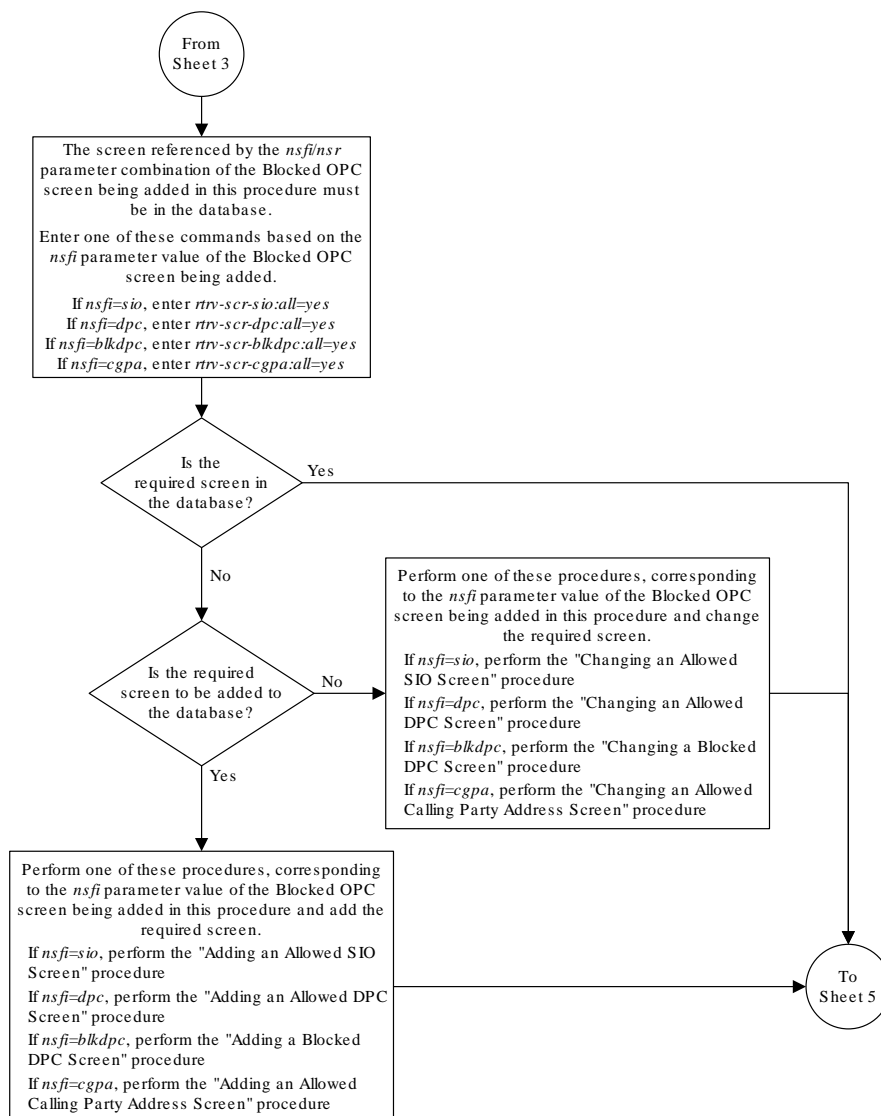 From
Sheet 3
The screen referenced by the nsfi/nsr
parameter combination of the Blocked OPC
screen being added in this procedure must
be in the database.
Enter one of these commands based on the
nsfi parameter value of the Blocked OPC
screen being added.
If nsfi=sio, enter rtrv-scr-sio:all=yes
If nsfi=dpc, enter rtrv-scr-dpc:all=yes
If nsfi=blkdpc, enter rtrv-scr-blkdpc:all=yes
If nsfi=cgpa, enter rtrv-scr-cgpa:all=yes
Is the
required screen in
the database?
Yes
No
Is the required
screen to be added to
the database?
No
Yes
Perform one of these procedures, corresponding
to the nsfi parameter value of the Blocked OPC
screen being added in this procedure and change
the required screen.
If nsfi=sio, perform the "Changing an Allowed
SIO Screen" procedure
If nsfi=dpc, perform the "Changing an Allowed
DPC Screen" procedure
If nsfi=blkdpc, perform the "Changing a Blocked
DPC Screen" procedure
If nsfi=cgpa, perform the "Changing an Allowed
Calling Party Address Screen" procedure
Perform one of these procedures, corresponding
to the nsfi parameter value of the Blocked OPC
screen being added in this procedure and add the
required screen.
If nsfi=sio, perform the "Adding an Allowed SIO
Screen" procedure
If nsfi=dpc, perform the "Adding an Allowed DPC
Screen" procedure
If nsfi=blkdpc, perform the "Adding a Blocked
DPC Screen" procedure
If nsfi=cgpa, perform the "Adding an Allowed
Calling Party Address Screen" procedure
To
Sheet 5